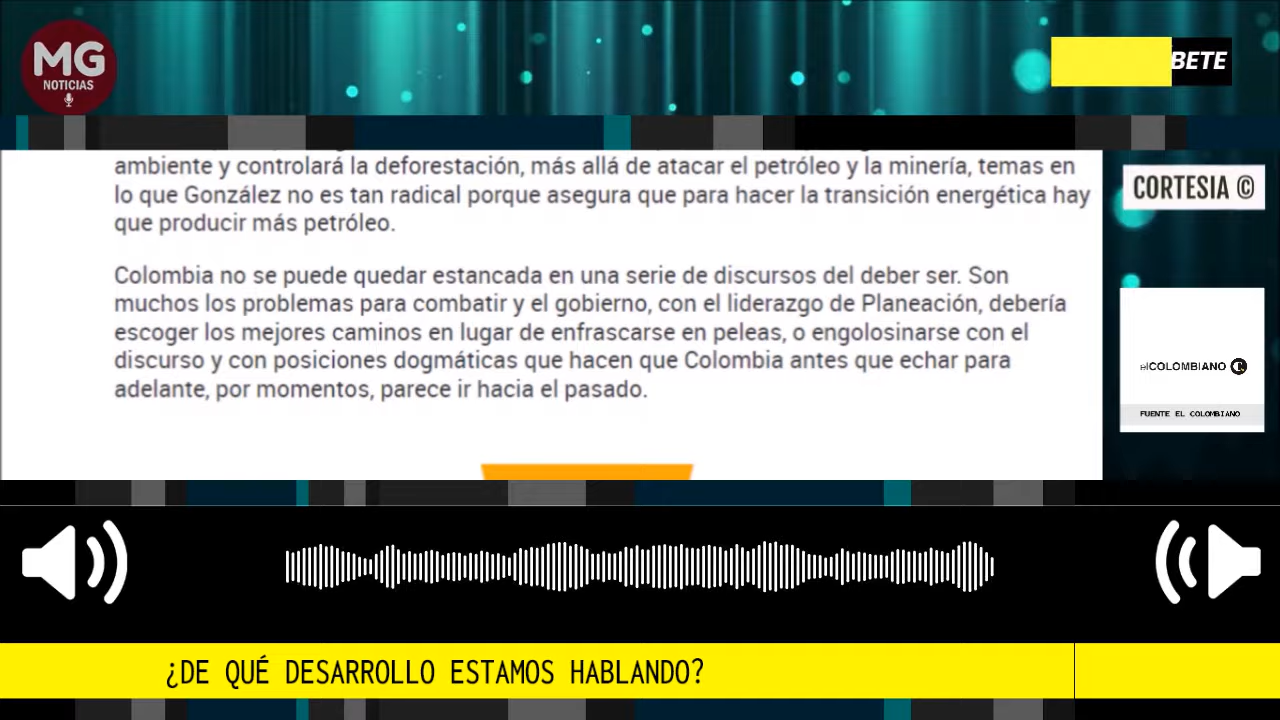 MG
NOTICIAS
BETE
ambiente y controlará la deforestación, más allá de atacar el petróleo y la minería, temas en
lo que González no es tan radical porque asegura que para hacer la transición energética hay
que producir más petróleo.
Colombia no se puede quedar estancada en una serie de discursos del deber ser. Son
muchos los problemas para combatir y el gobierno, con el liderazgo de Planeación, debería
escoger los mejores caminos en lugar de enfrascarse en peleas, o engolosinarse con el
discurso y con posiciones dogmáticas que hacen que Colombia antes que echar para
adelante, por momentos, parece ir hacia el pasado.
CORTESIA ©
elCOLOMBIANO C
FUENTE EL COLOMBIANO
¿DE QUÉ DESARROLLO ESTAMOS HABLANDO?